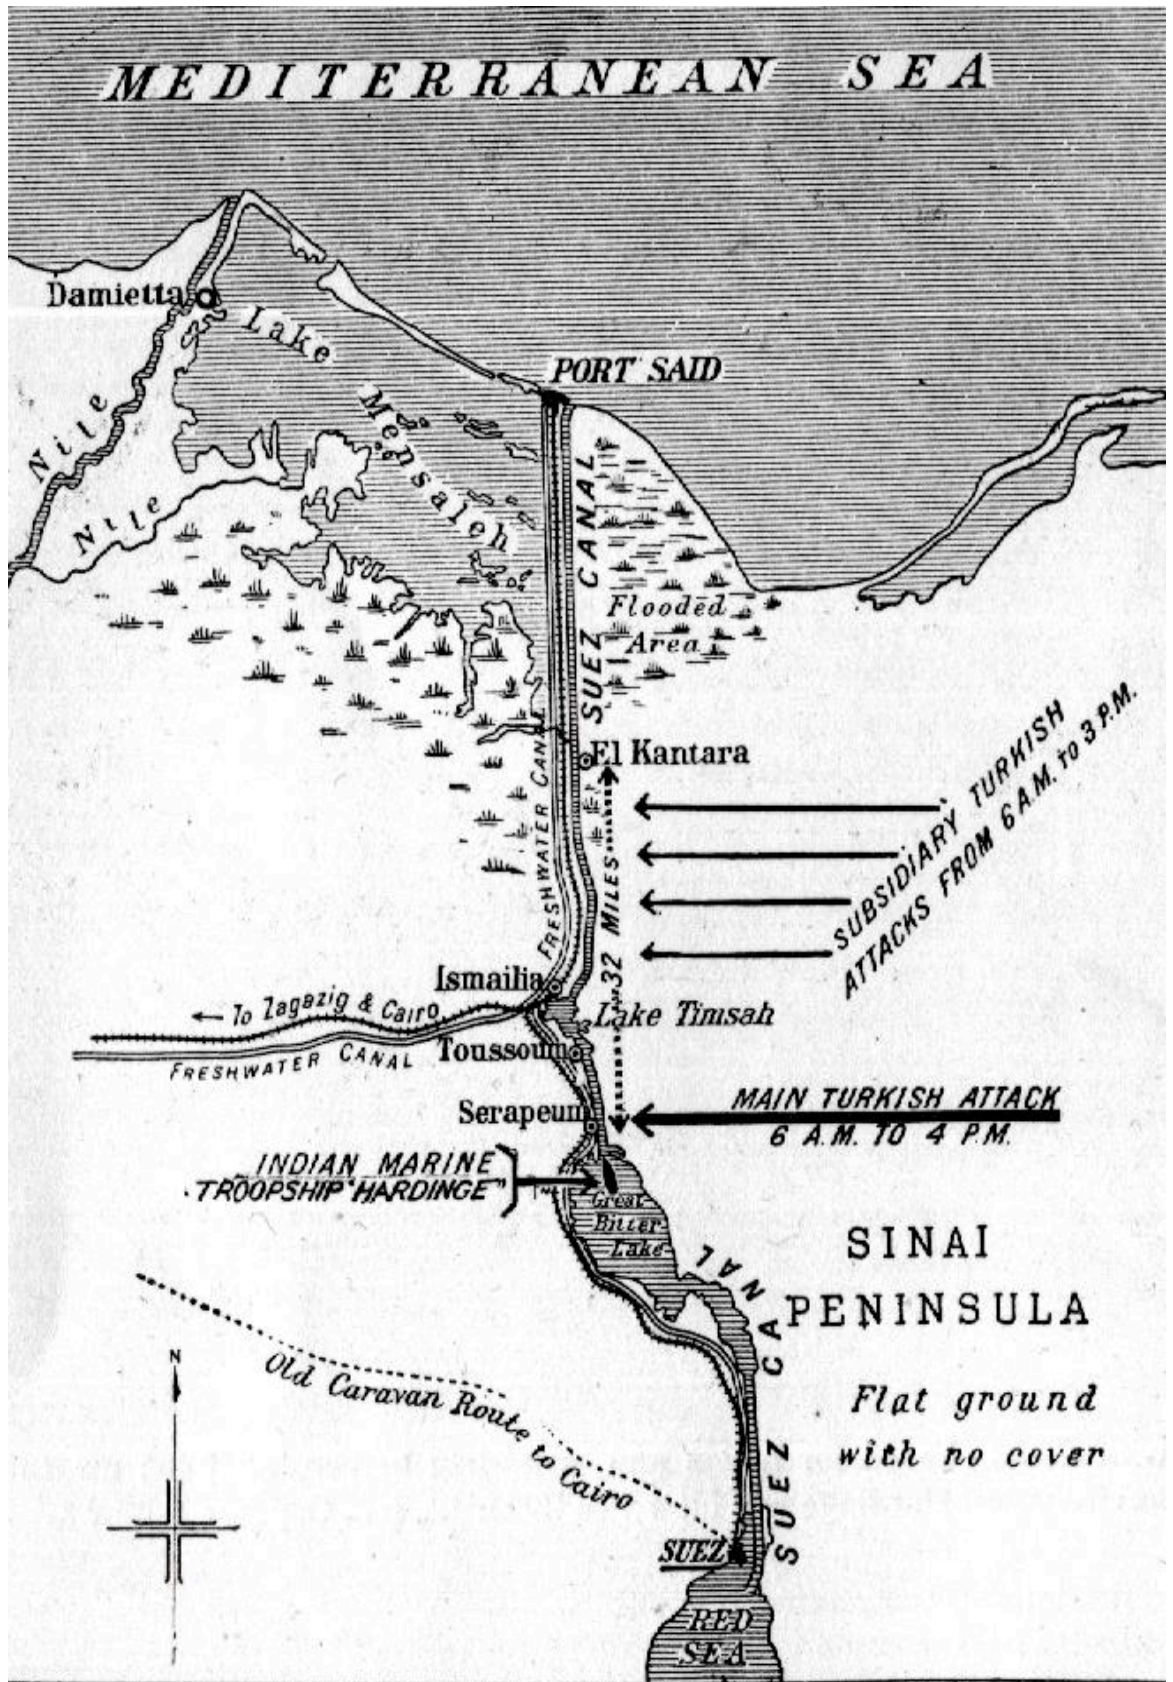 MEDITERRANEAN SEA
Damietta
Lake
Mensaleh
Nile
Nile
PORT SAID
SUEZ CANAL
Flooded
Area
FRESHWATER CANAL
El Kantara
32 MILES
SUBSIDIARY TURKISH
ATTACKS FROM 6 A.M. TO 3 P.M.
Ismailia
To Zagazig & Cairo
FRESHWATER CANAL
Lake Timsah
Toussoum
Serapeum
MAIN TURKISH ATTACK
6 A.M. TO 4 P.M.
INDIAN MARINE
TROOPSHIP "HARDINGE"
Great
Bitter
Lake
SUEZ CANAL
SINAI
PENINSULA
Flat ground
with no cover
N
Old Caravan Route to Cairo
SUEZ
RED
SEA